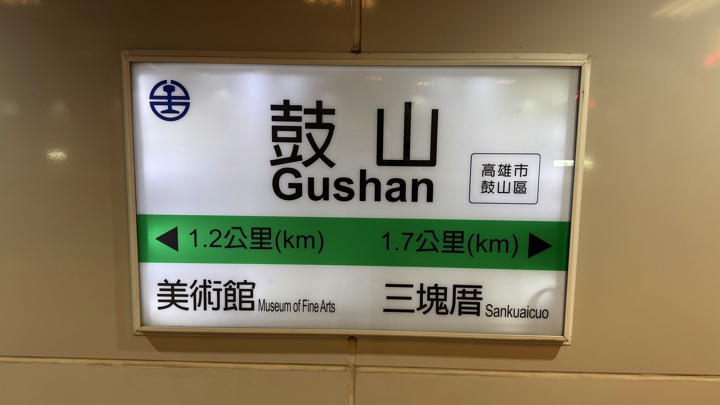 鼓山
Gushan
高雄市
鼓山區
1.2公里(km)
1.7公里(km)
美術館 Museum of Fine Arts
三塊厝 Sankuaicuo